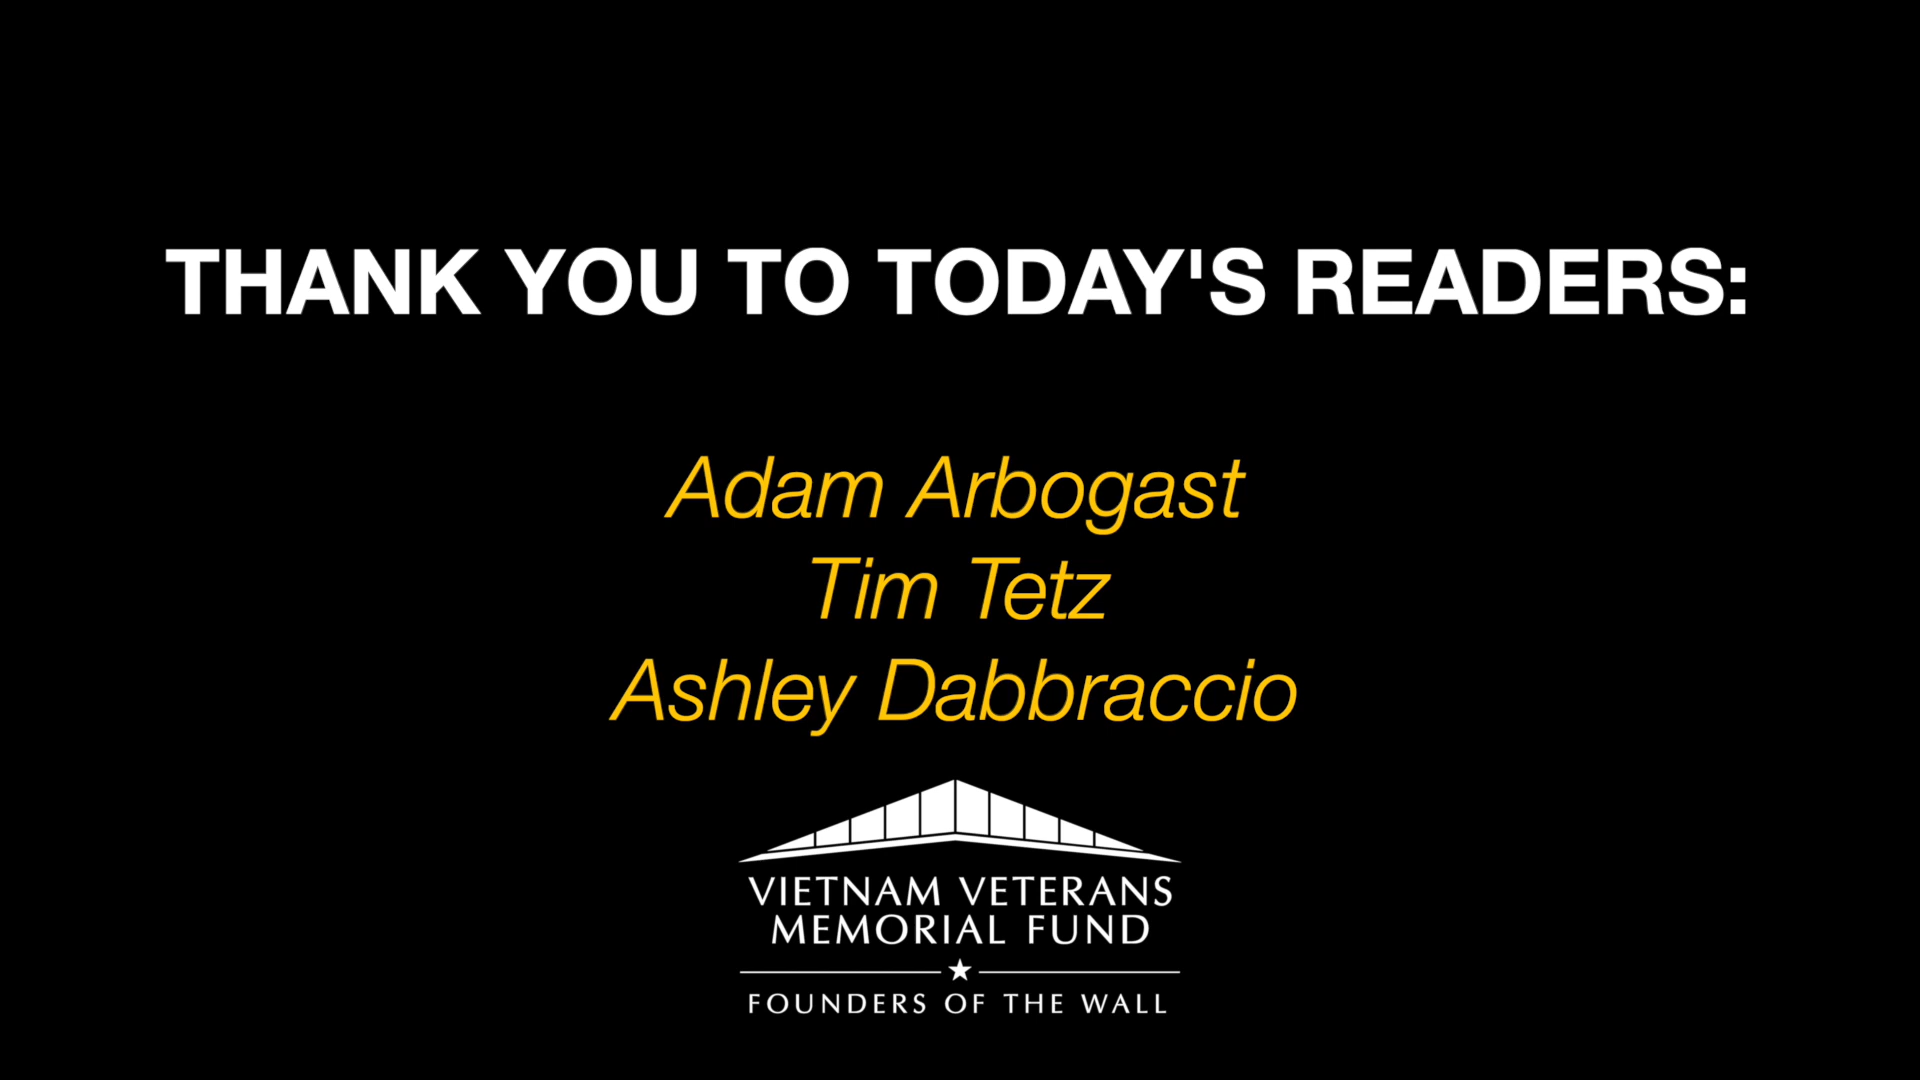 THANK YOU TO TODAY'S READERS:
Adam Arbogast
Tim Tetz
Ashley Dabbraccio
VIETNAM VETERANS
MEMORIAL FUND
FOUNDERS OF THE WALL